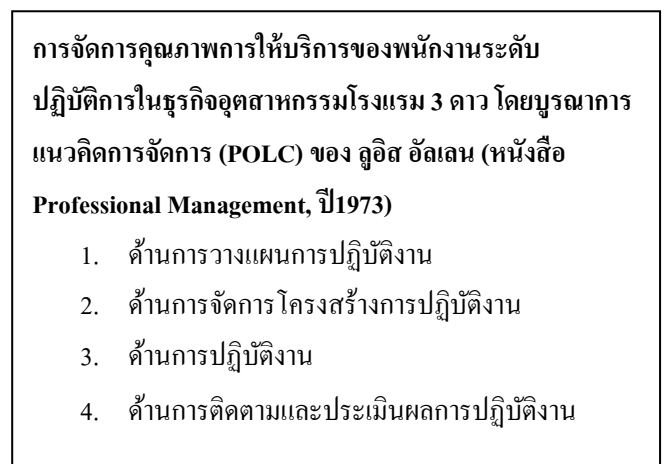 การจัดการคุณภาพการให้บริการของพนักงานระดับ
ปฏิบัติการในธุรกิจอุตสาหกรรมโรงแรม 3 ดาว โดยบูรณาการ
แนวคิดการจัดการ (POLC) ของ ลูอิส อัลเลน (หนังสือ
Professional Management, ปี1973)
1. ด้านการวางแผนการปฏิบัติงาน
2. ด้านการจัดการโครงสร้างการปฏิบัติงาน
3. ด้านการปฏิบัติงาน
4. ด้านการติดตามและประเมินผลการปฏิบัติงาน